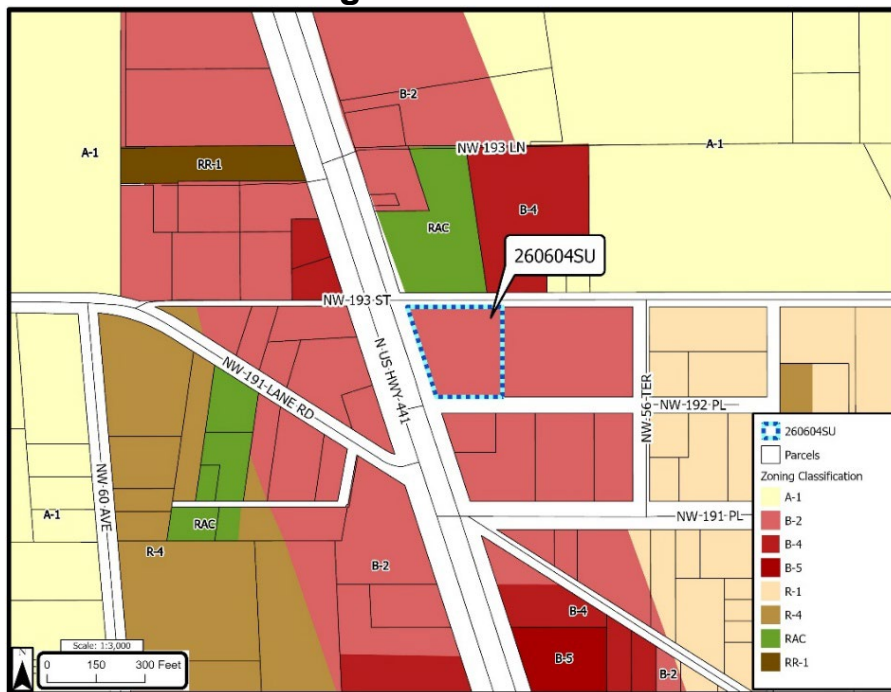 g
B-2
NW 193 LN
A-1
A-1
RR-1
B-4
RAC
260604SU
NW 193 ST
N US HWY 441
NW 191 LANE RD
NW 56 TER
NW 192 PL
NW 60 AVE
A-1
RAC
R-4
B-2
NW 191 PL
B-4
B-5
B-2
260604SU
Parcels
Zoning Classification
A-1
B-2
B-4
B-5
R-1
R-4
RAC
RR-1
N
Scale: 1:3,000
0 150 300 Feet